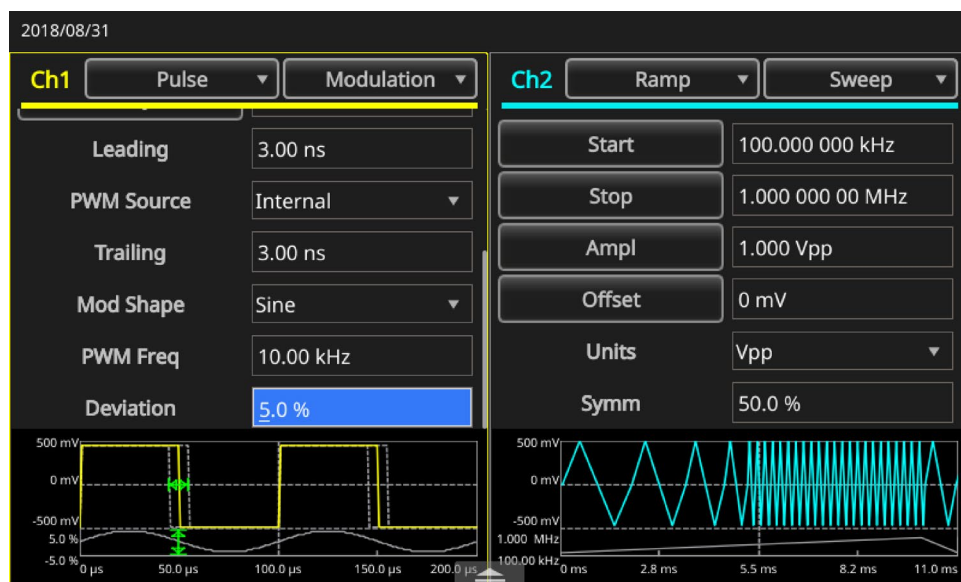 2018/08/31
Ch1 Pulse Modulation
Leading 3.00 ns
PWM Source Internal
Trailing 3.00 ns
Mod Shape Sine
PWM Freq 10.00 kHz
Deviation 5.0 %
500 mV
0 mV
-500 mV
5.0 %
-5.0 %
0 µs 50.0 µs 100.0 µs 150.0 µs 200.0 µs
Ch2 Ramp Sweep
Start 100.000 000 kHz
Stop 1.000 000 00 MHz
Ampl 1.000 Vpp
Offset 0 mV
Units Vpp
Symm 50.0 %
500 mV
0 mV
-500 mV
1.000 MHz
100.00 kHz
0 ms 2.8 ms 5.5 ms 8.2 ms 11.0 ms